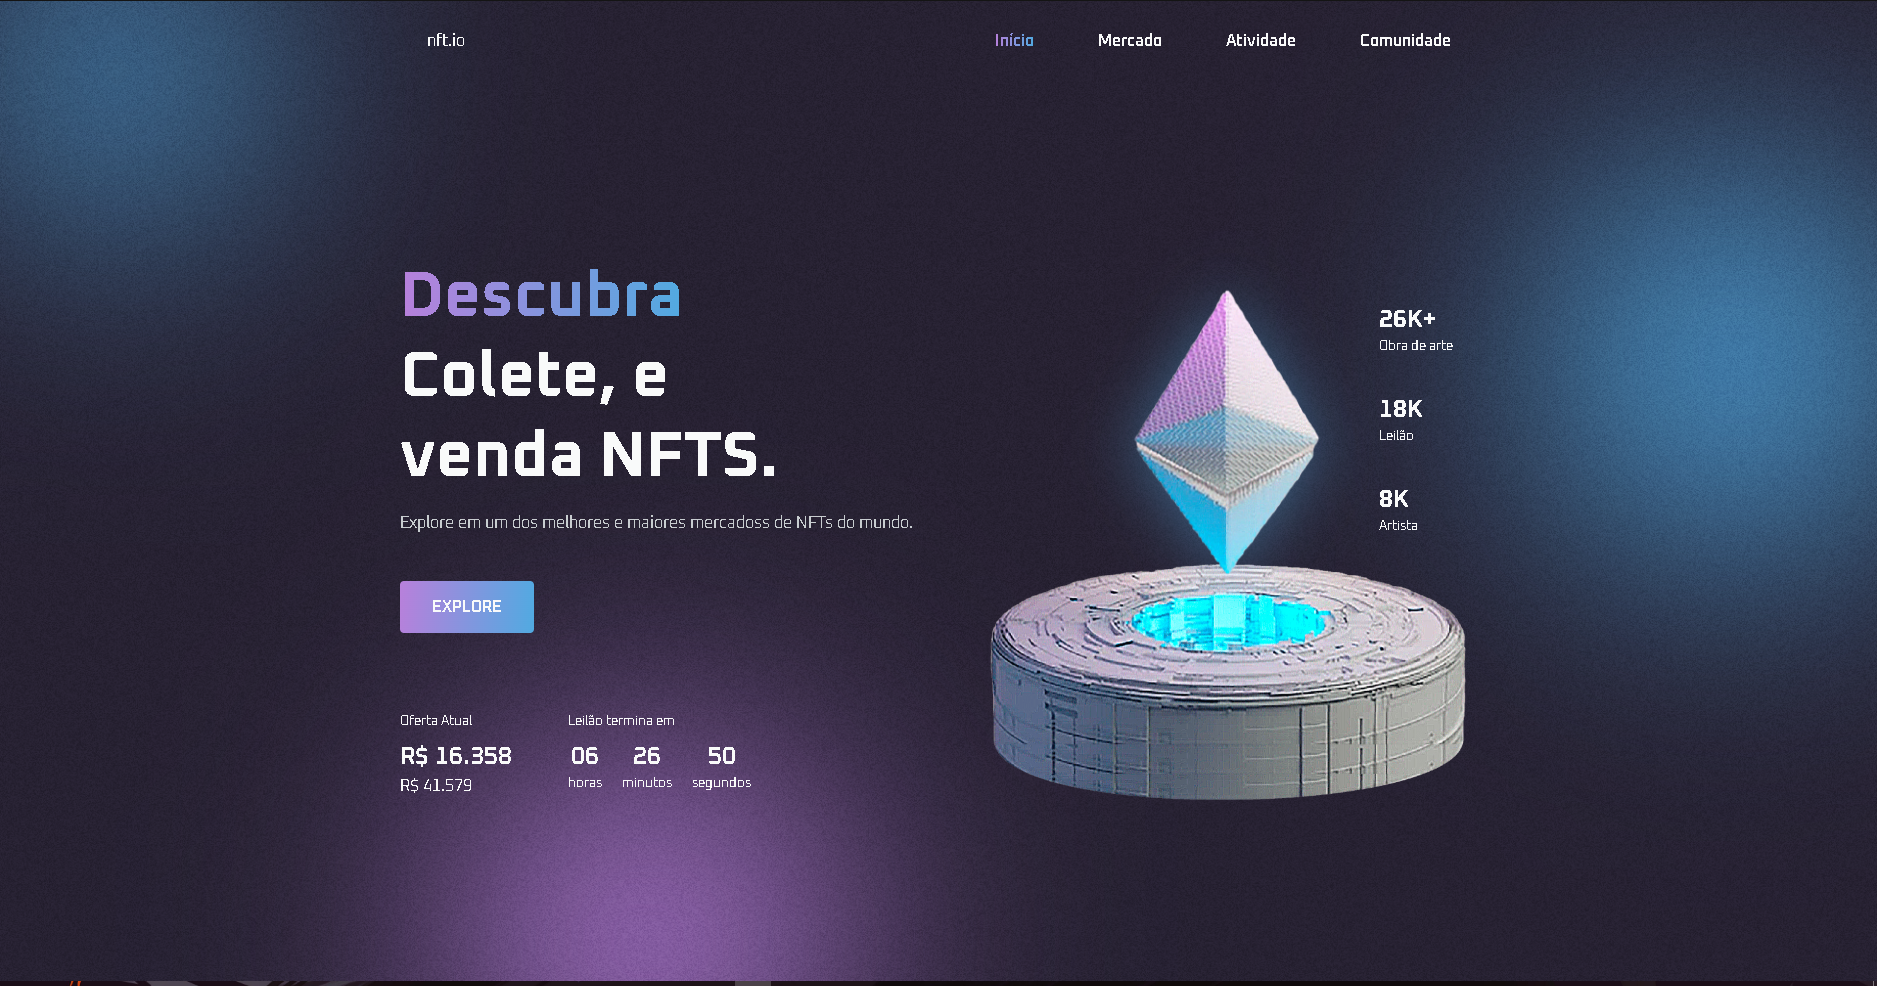 nft.io
Início Mercado Atividade Comunidade
Descubra
Colete, e
venda NFTS.
Explore em um dos melhores e maiores mercadoss de NFTs do mundo.
EXPLORE
Oferta Atual
R$ 16.358
R$ 41.579
Leilão termina em
06 26 50
horas minutos segundos
26K+
Obra de arte
18K
Leilão
8K
Artista